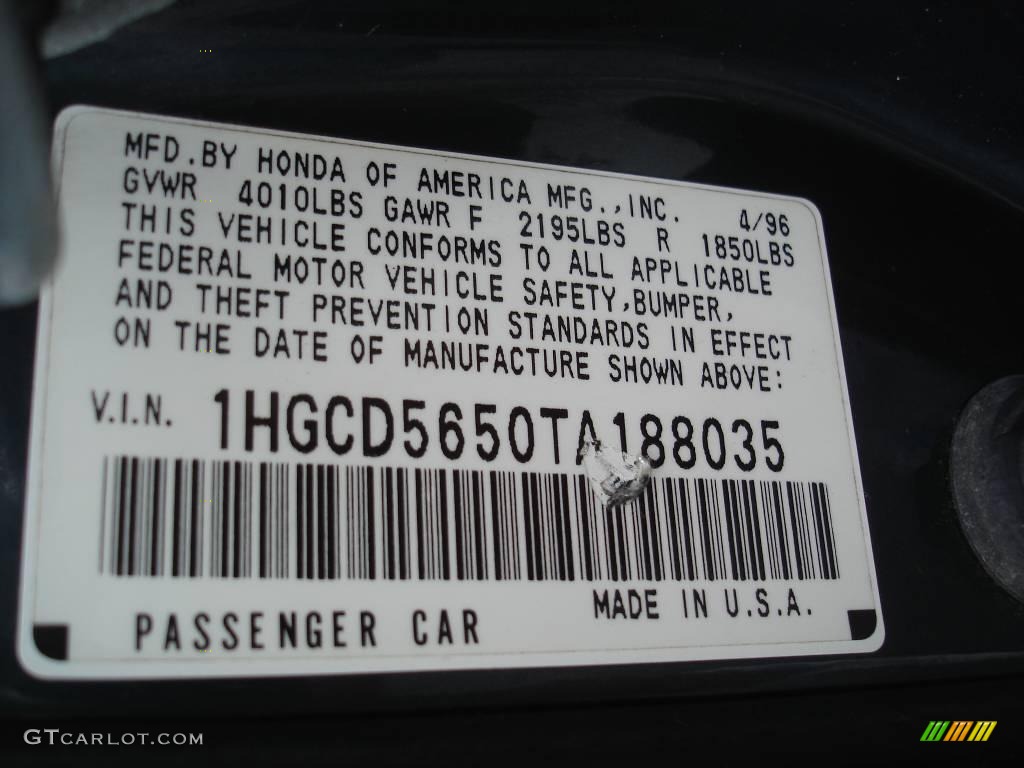 MFD.BY HONDA OF AMERICA MFG.,INC. 4/96
GVWR 4010LBS GAWR F 2195LBS R 1850LBS
THIS VEHICLE CONFORMS TO ALL APPLICABLE
FEDERAL MOTOR VEHICLE SAFETY,BUMPER,
AND THEFT PREVENTION STANDARDS IN EFFECT
ON THE DATE OF MANUFACTURE SHOWN ABOVE:
V.I.N. 1HGCD5650TA188035
PASSENGER CAR MADE IN U.S.A.
GTCARLOT.COM